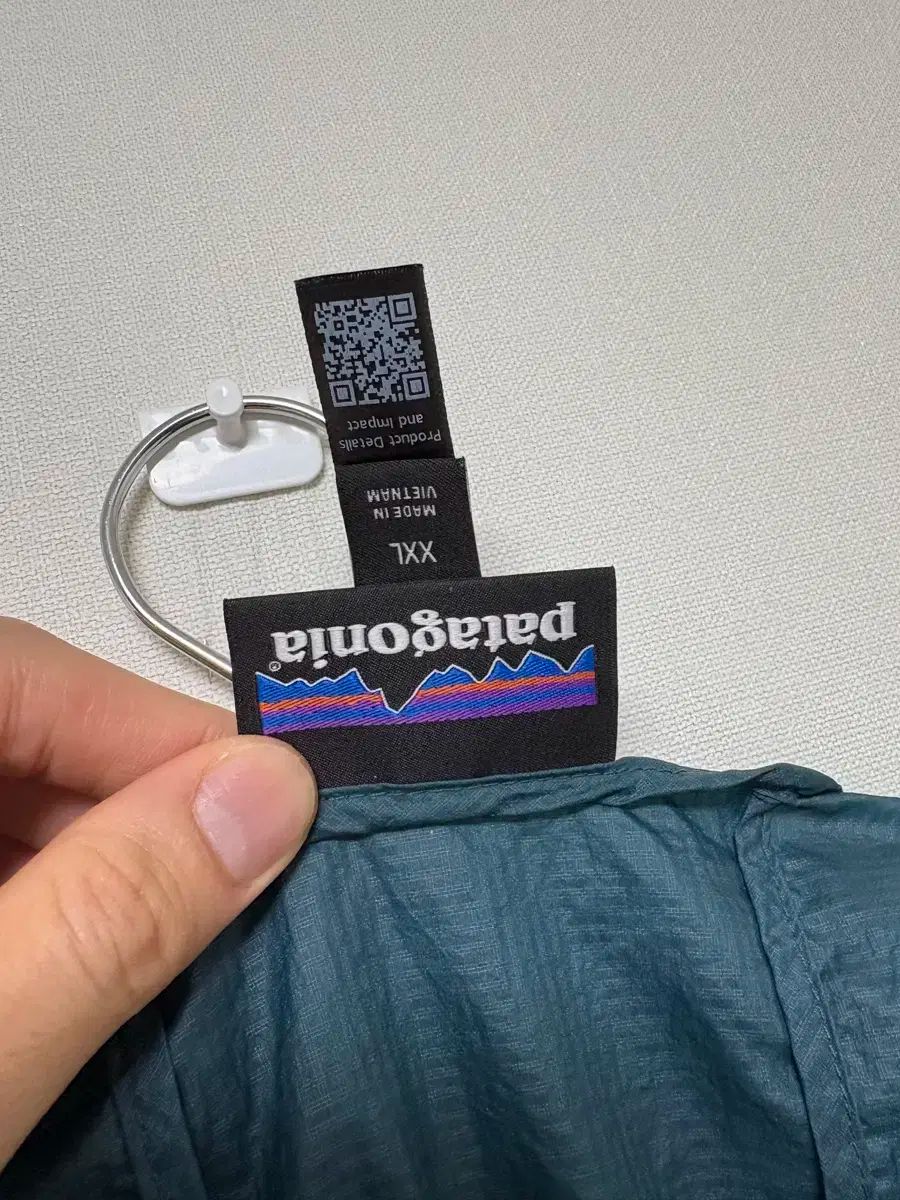 patagonia®
XXL
MADE IN
VIETNAM
Product Details
and Impact